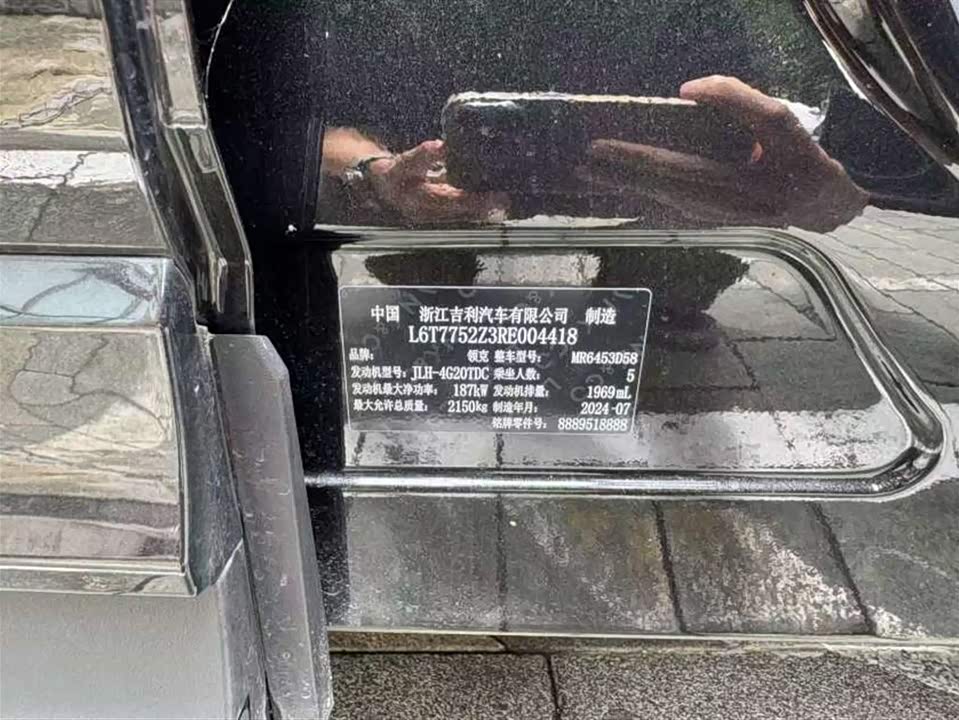 中国 浙江吉利汽车有限公司 制造
L6T7752Z3RE004418
品牌: 领克 整车型号: MR6453D58
发动机型号: JLH-4G20TDC 乘坐人数: 5
发动机最大净功率: 187kW 发动机排量: 1969mL
最大允许总质量: 2150kg 制造年月: 2024-07
铭牌零件号: 8889518888